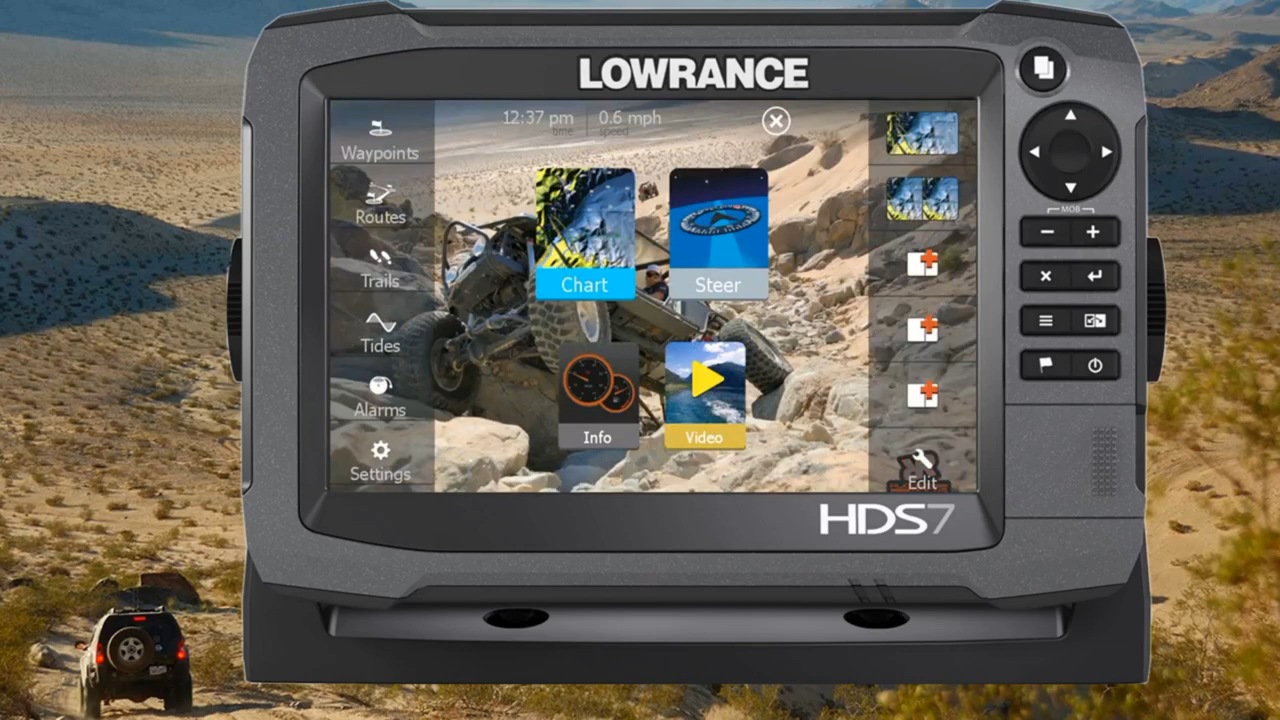 LOWRANCE
12:37 pm
time
0.6 mph
speed
Waypoints
Routes
Trails
Tides
Alarms
Settings
Chart
Steer
Info
Video
Edit
MOB
HDS7